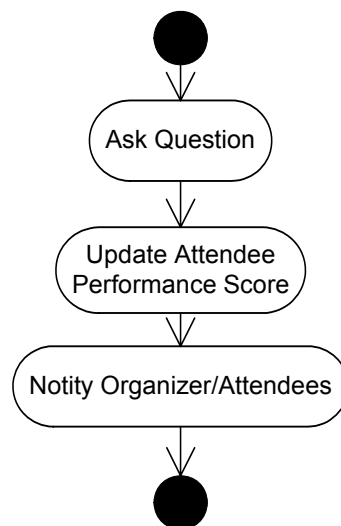 Ask Question
Update Attendee
Performance Score
Notity Organizer/Attendees